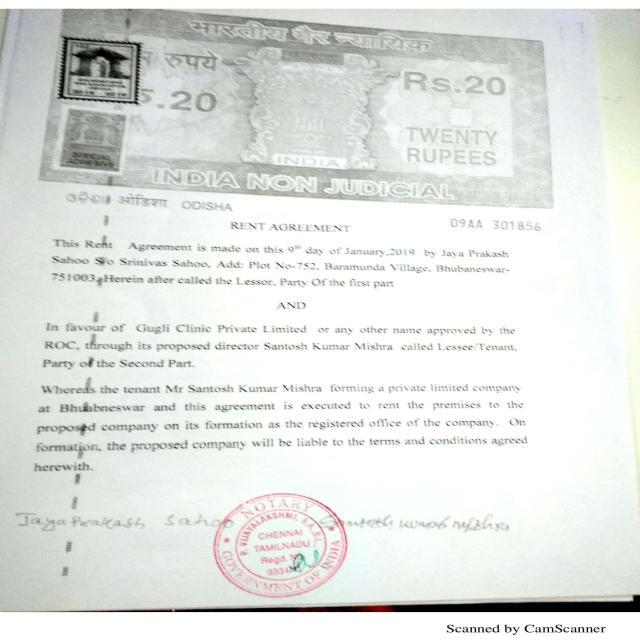 भारतीय गैर न्यायिक
रुपये
.20
Rs.20
TWENTY
RUPEES
SPECIAL
ADHESIVE
INDIA
INDIA NON JUDICIAL
ଓଡ଼ିଶା ओडिशा ODISHA
09AA 301856
RENT AGREEMENT
This Rent Agreement is made on this 9th day of January,2019 by Jaya Prakash
Sahoo S/o Srinivas Sahoo, Add: Plot No-752, Baramunda Village, Bhubaneswar-
751003, Herein after called the Lessor, Party Of the first part
AND
In favour of Gugli Clinic Private Limited or any other name approved by the
ROC, through its proposed director Santosh Kumar Mishra called Lessee/Tenant,
Party of the Second Part.
Whereas the tenant Mr Santosh Kumar Mishra forming a private limited company
at Bhubneswar and this agreement is executed to rent the premises to the
proposed company on its formation as the registered office of the company. On
formation, the proposed company will be liable to the terms and conditions agreed
herewith.
Jaya Prakash Sahoo
Santosh Kumar Mishra
NOTARY
P. VIJAYALAKSHMI, B.A.B.L.
CHENNAI
TAMILNADU
Regd. No
GOVERNMENT OF INDIA
Scanned by CamScanner